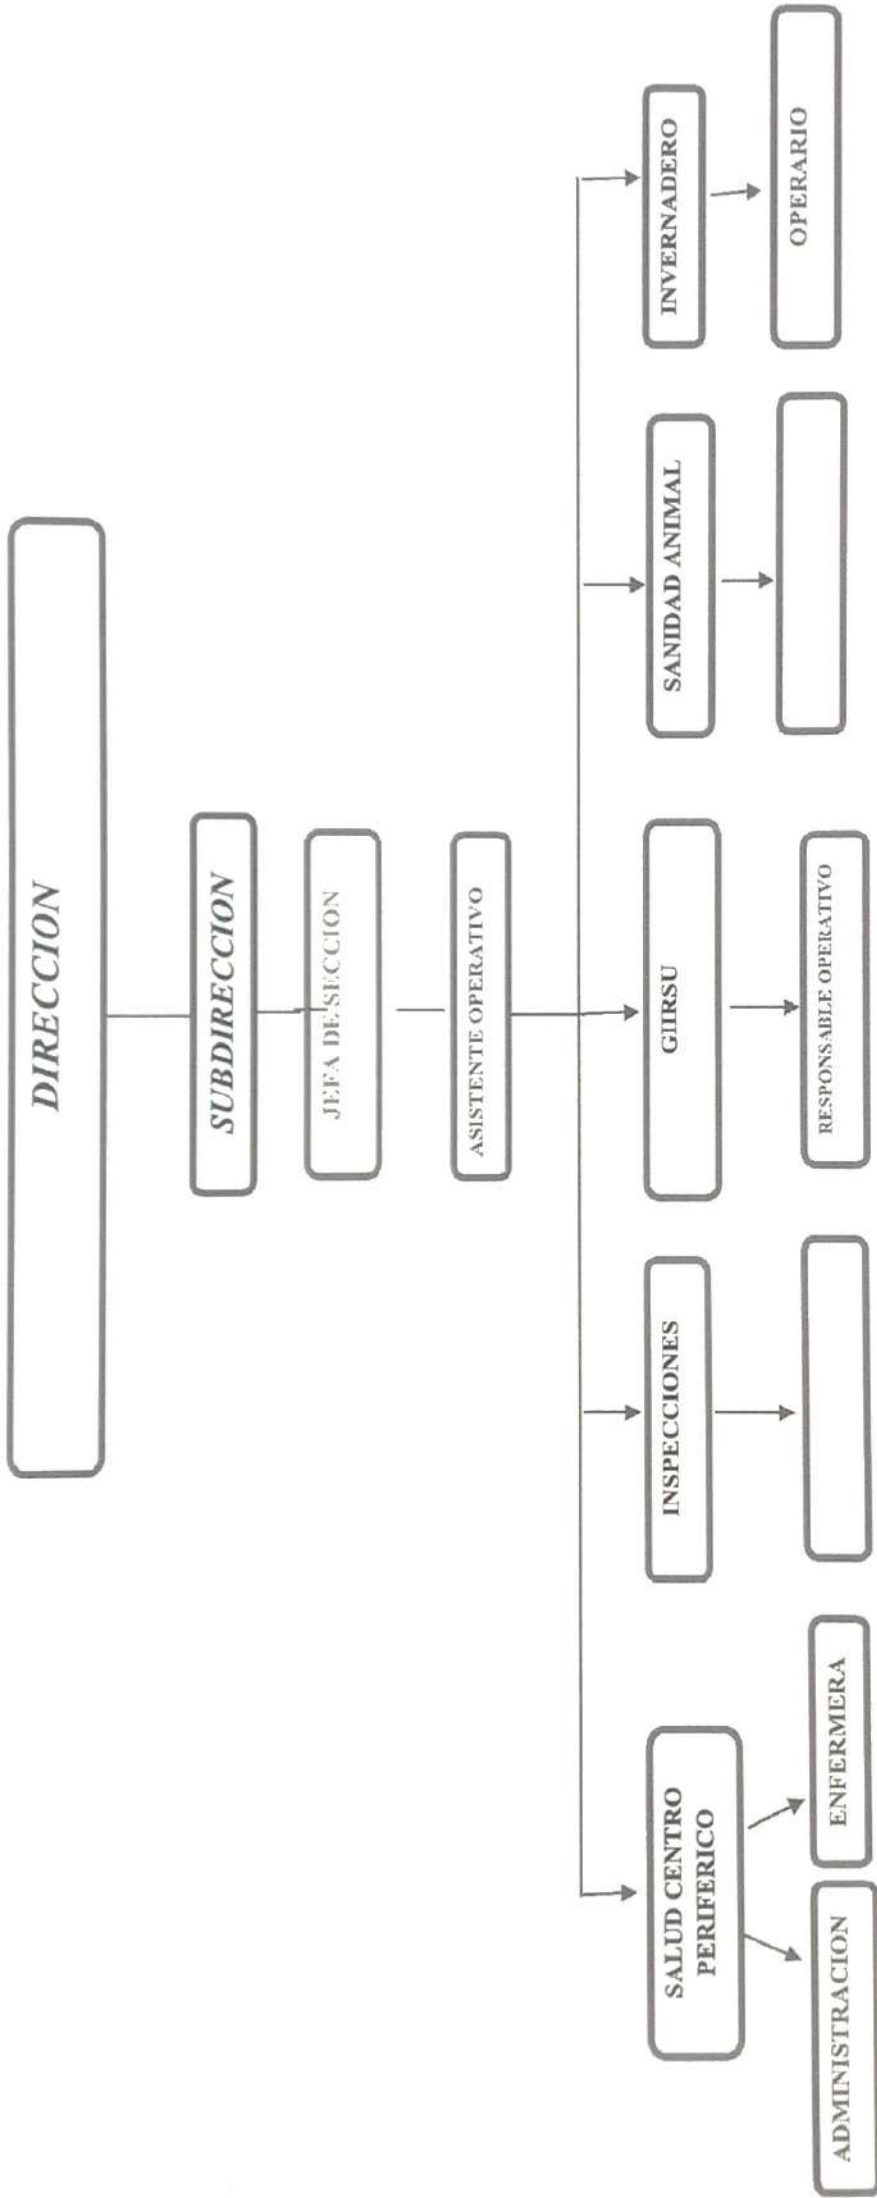 DIRECCION
SUBDIRECCION
JEFA DE SECCION
ASISTENTE OPERATIVO
SALUD CENTRO
PERIFERICO
INSPECCIONES
GIIRSU
SANIDAD ANIMAL
INVERNADERO
ADMINISTRACION
ENFERMERA
RESPONSABLE OPERATIVO
OPERARIO